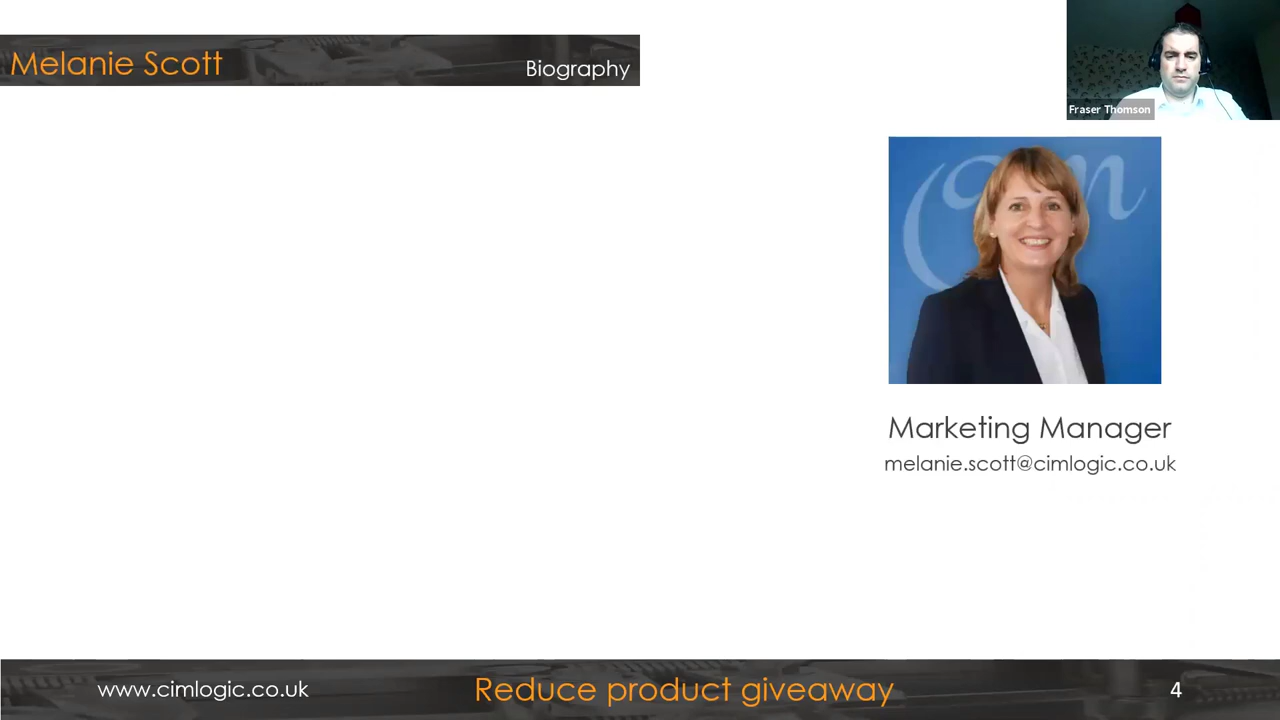 Melanie Scott
Biography
Fraser Thomson
cim
Marketing Manager
melanie.scott@cimlogic.co.uk
www.cimlogic.co.uk
Reduce product giveaway
4